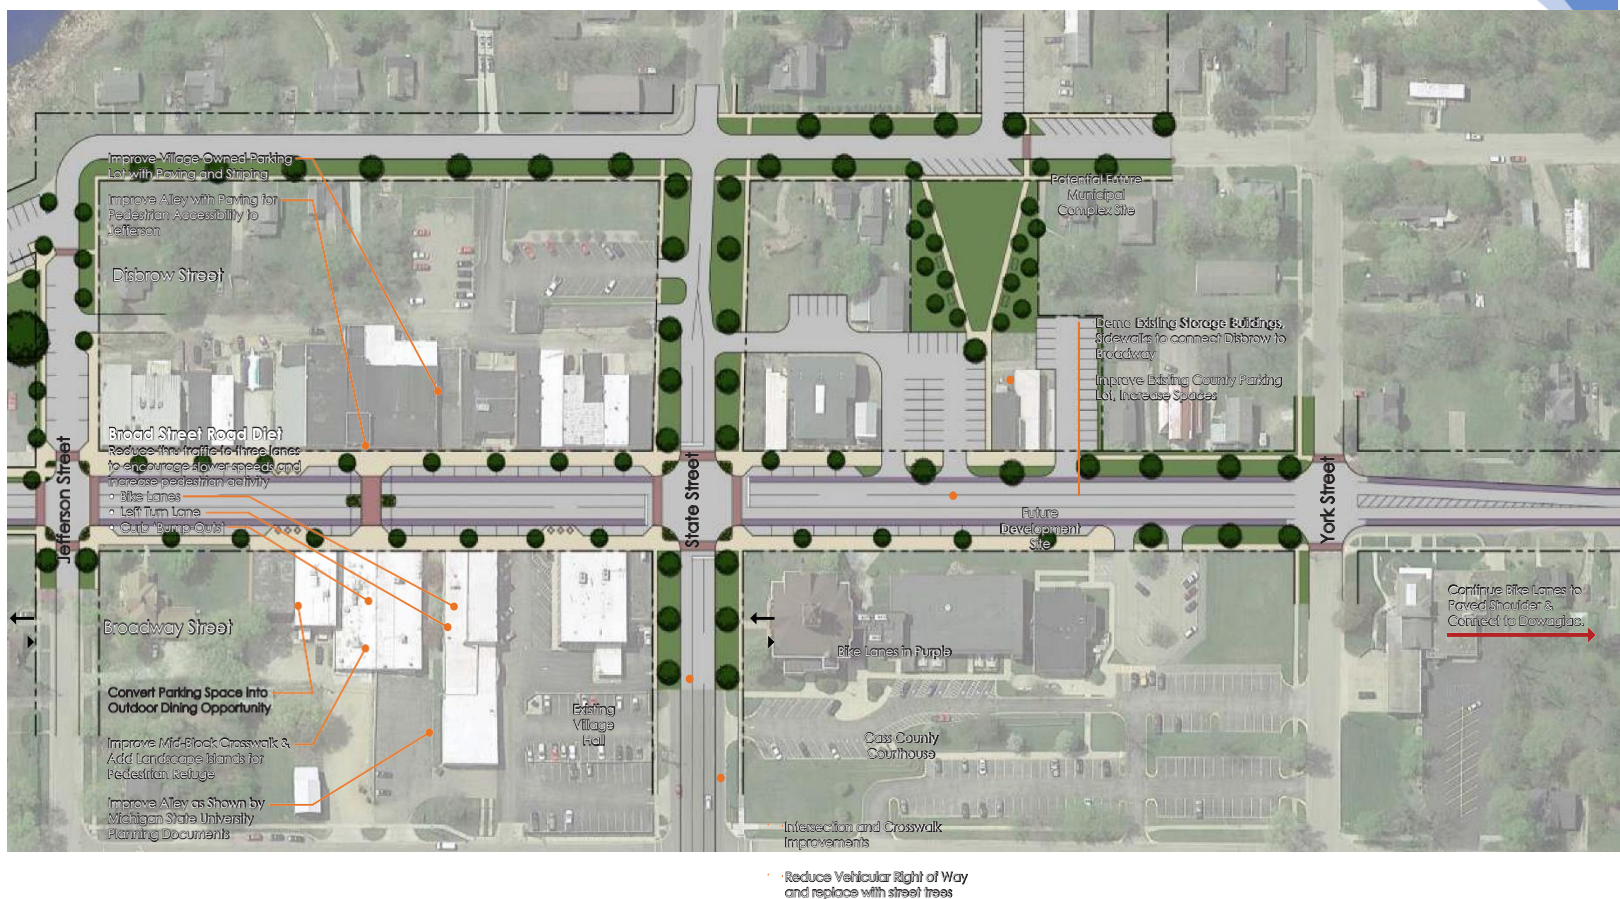 Improve Village Owned Parking
Lot with Paving and Striping
Improve Alley with Paving for
Pedestrian Accessibility to
Jefferson
Disbrow Street
Potential Future
Municipal
Complex Site
Demo Existing Storage Buildings,
Sidewalks to connect Disbrow to
Broadway
Improve Existing County Parking
Lot, Increase Spaces
Broad Street Road Diet
Reduce thru traffic to three lanes
to encourage slower speeds and
increase pedestrian activity
• Bike Lanes
• Left Turn Lane
• Curb "Bump-Outs"
Jefferson Street
State Street
York Street
Future
Development
Site
Broadway Street
Bike Lanes in Purple
Continue Bike Lanes to
Paved Shoulder &
Connect to Dowagiac.
Convert Parking Space into
Outdoor Dining Opportunity
Existing
Village
Hall
Cass County
Courthouse
Improve Mid-Block Crosswalk &
Add Landscape Islands for
Pedestrian Refuge
Improve Alley as Shown by
Michigan State University
Planning Documents
Intersection and Crosswalk
Improvements
Reduce Vehicular Right of Way
and replace with street trees